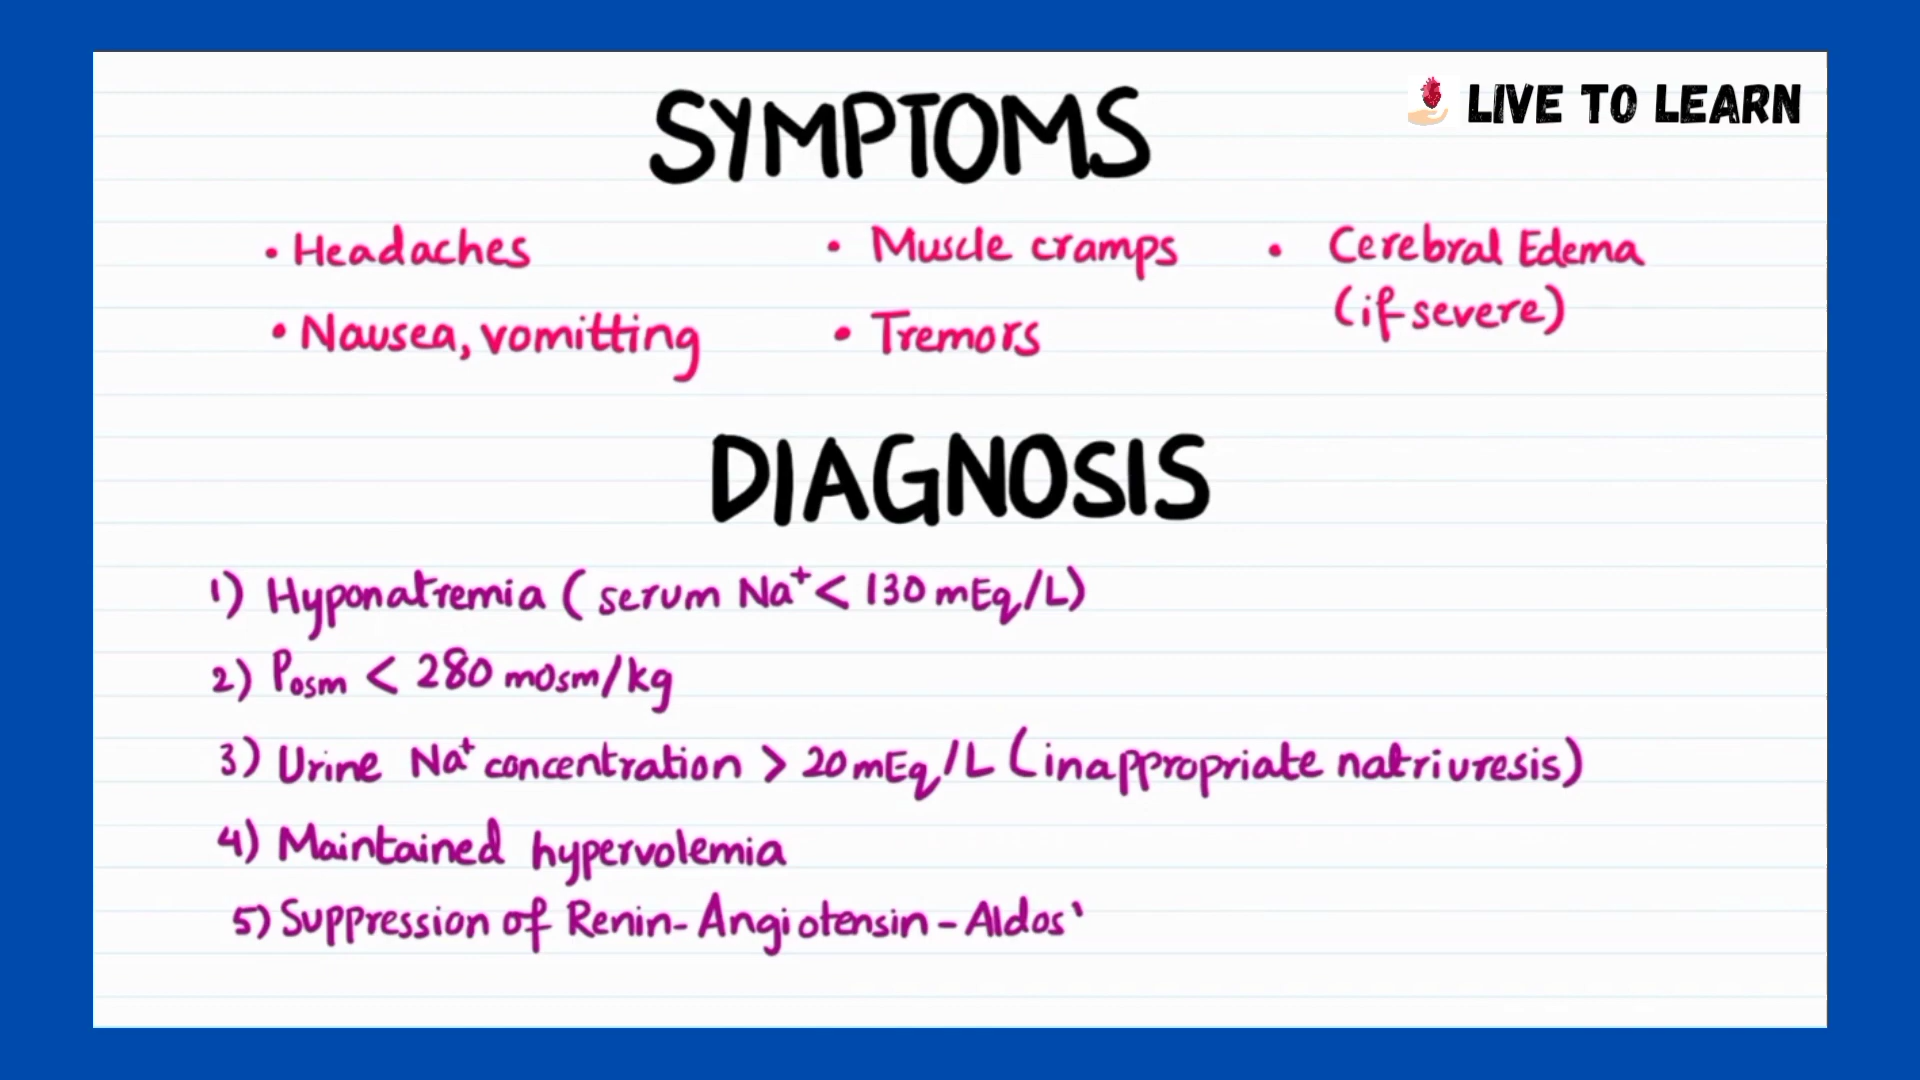 SYMPTOMS
LIVE TO LEARN
• Headaches
• Muscle cramps
• Cerebral Edema
(if severe)
• Nausea, vomitting
• Tremors
DIAGNOSIS
1) Hyponatremia (serum Na⁺ < 130 mEq/L)
2) Posm < 280 mosm/kg
3) Urine Na⁺ concentration > 20 mEq/L (inappropriate natriuresis)
4) Maintained hypervolemia
5) Suppression of Renin-Angiotensin-Aldos